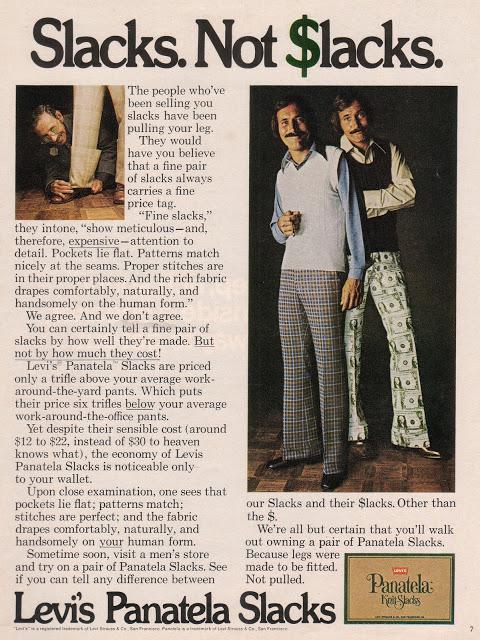 Slacks. Not $lacks.
The people who've
been selling you
slacks have been
pulling your leg.
They would
have you believe
that a fine pair
of slacks always
carries a fine
price tag.
"Fine slacks,"
they intone, "show meticulous—and,
therefore, expensive—attention to
detail. Pockets lie flat. Patterns match
nicely at the seams. Proper stitches are
in their proper places. And the rich fabric
drapes comfortably, naturally, and
handsomely on the human form."
We agree. And we don't agree.
You can certainly tell a fine pair of
slacks by how well they're made. But
not by how much they cost!
Levi's® Panatela™ Slacks are priced
only a trifle above your average work-
around-the-yard pants. Which puts
their price six trifles below your average
work-around-the-office pants.
Yet despite their sensible cost (around
$12 to $22, instead of $30 to heaven
knows what), the economy of Levis
Panatela Slacks is noticeable only
to your wallet.
Upon close examination, one sees that
pockets lie flat; patterns match;
stitches are perfect; and the fabric
drapes comfortably, naturally, and
handsomely on your human form.
Sometime soon, visit a men's store
and try on a pair of Panatela Slacks. See
if you can tell any difference between
our Slacks and their $lacks. Other than
the $.
We're all but certain that you'll walk
out owning a pair of Panatela Slacks.
Because legs were
made to be fitted.
Not pulled.
LEVI'S
Panatela
Knit Slacks
Levi's Panatela Slacks
"Levi's" is a registered trademark of Levi Strauss & Co., San Francisco. Panatela is a trademark of Levi Strauss & Co., San Francisco.
7